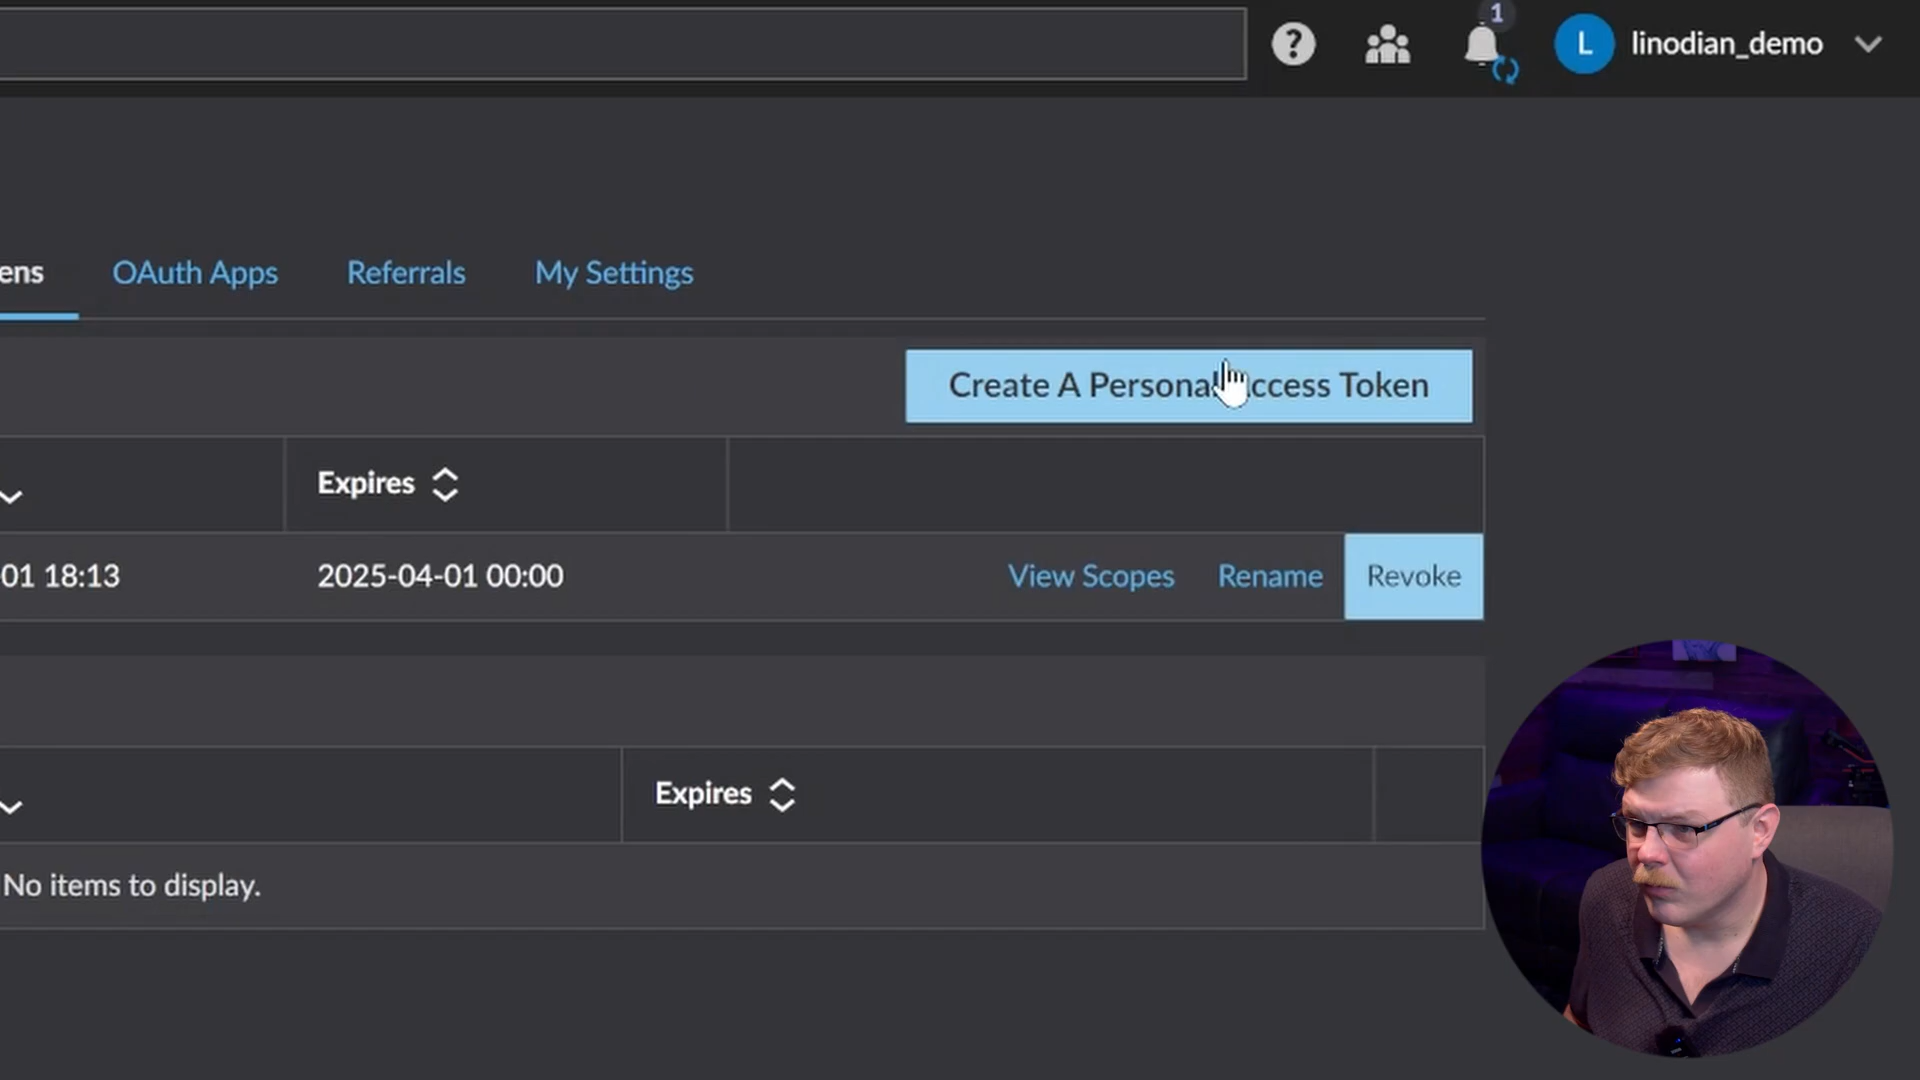 1
L linodian_demo
ens OAuth Apps Referrals My Settings
Create A Personal ccess Token
Expires
01 18:13 2025-04-01 00:00 View Scopes Rename Revoke
Expires
No items to display.